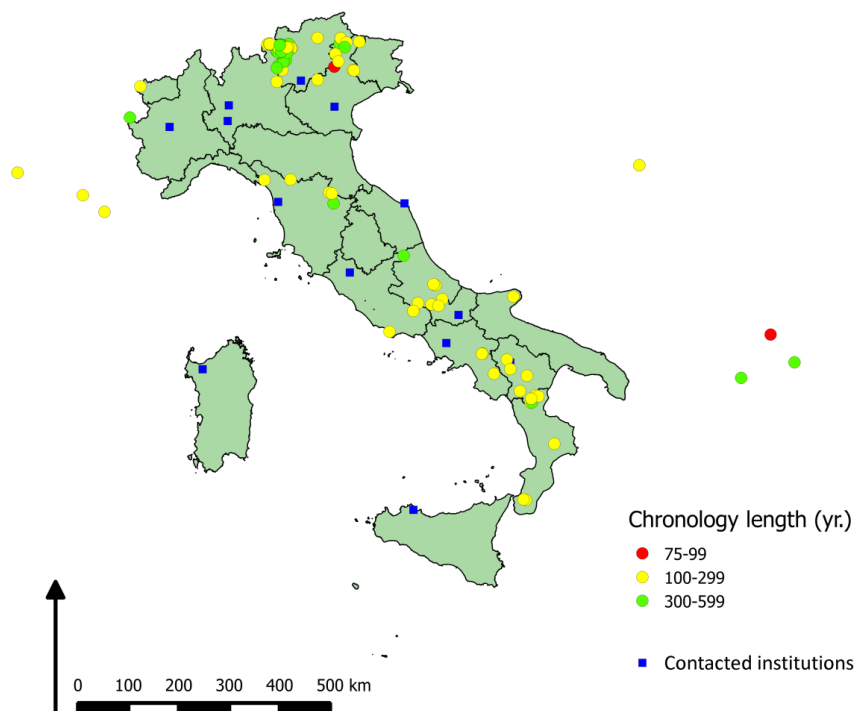 Chronology length (yr.)
75-99
100-299
300-599
Contacted institutions
0 100 200 300 400 500 km